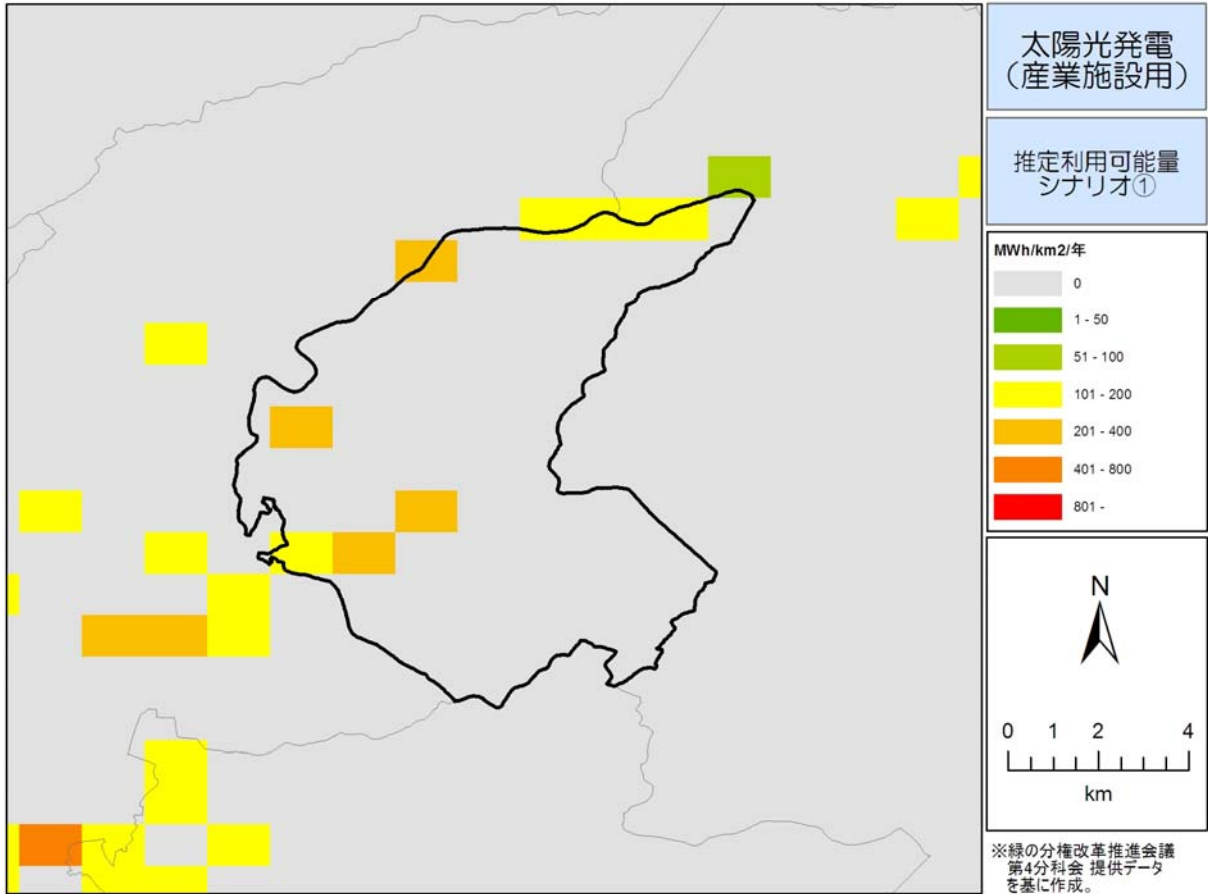 太陽光発電
（産業施設用）
推定利用可能量
シナリオ①
MWh/km2/年
0
1 - 50
51 - 100
101 - 200
201 - 400
401 - 800
801 -
N
0 1 2 4
km
※緑の分権改革推進会議
第4分科会 提供データ
を基に作成。